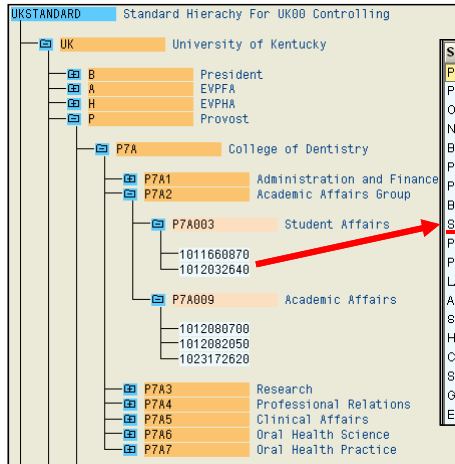 UKSTANDARD Standard Hierachy For UK00 Controlling
UK University of Kentucky
B President
A EVPFA
H EVPHA
P Provost
P7A College of Dentistry
P7A1 Administration and Finance
P7A2 Academic Affairs Group
P7A003 Student Affairs
1011660870
1012032640
P7A009 Academic Affairs
1012080700
1012082050
1023172620
P7A3 Research
P7A4 Professional Relations
P7A5 Clinical Affairs
P7A6 Oral Health Science
P7A7 Oral Health Practice